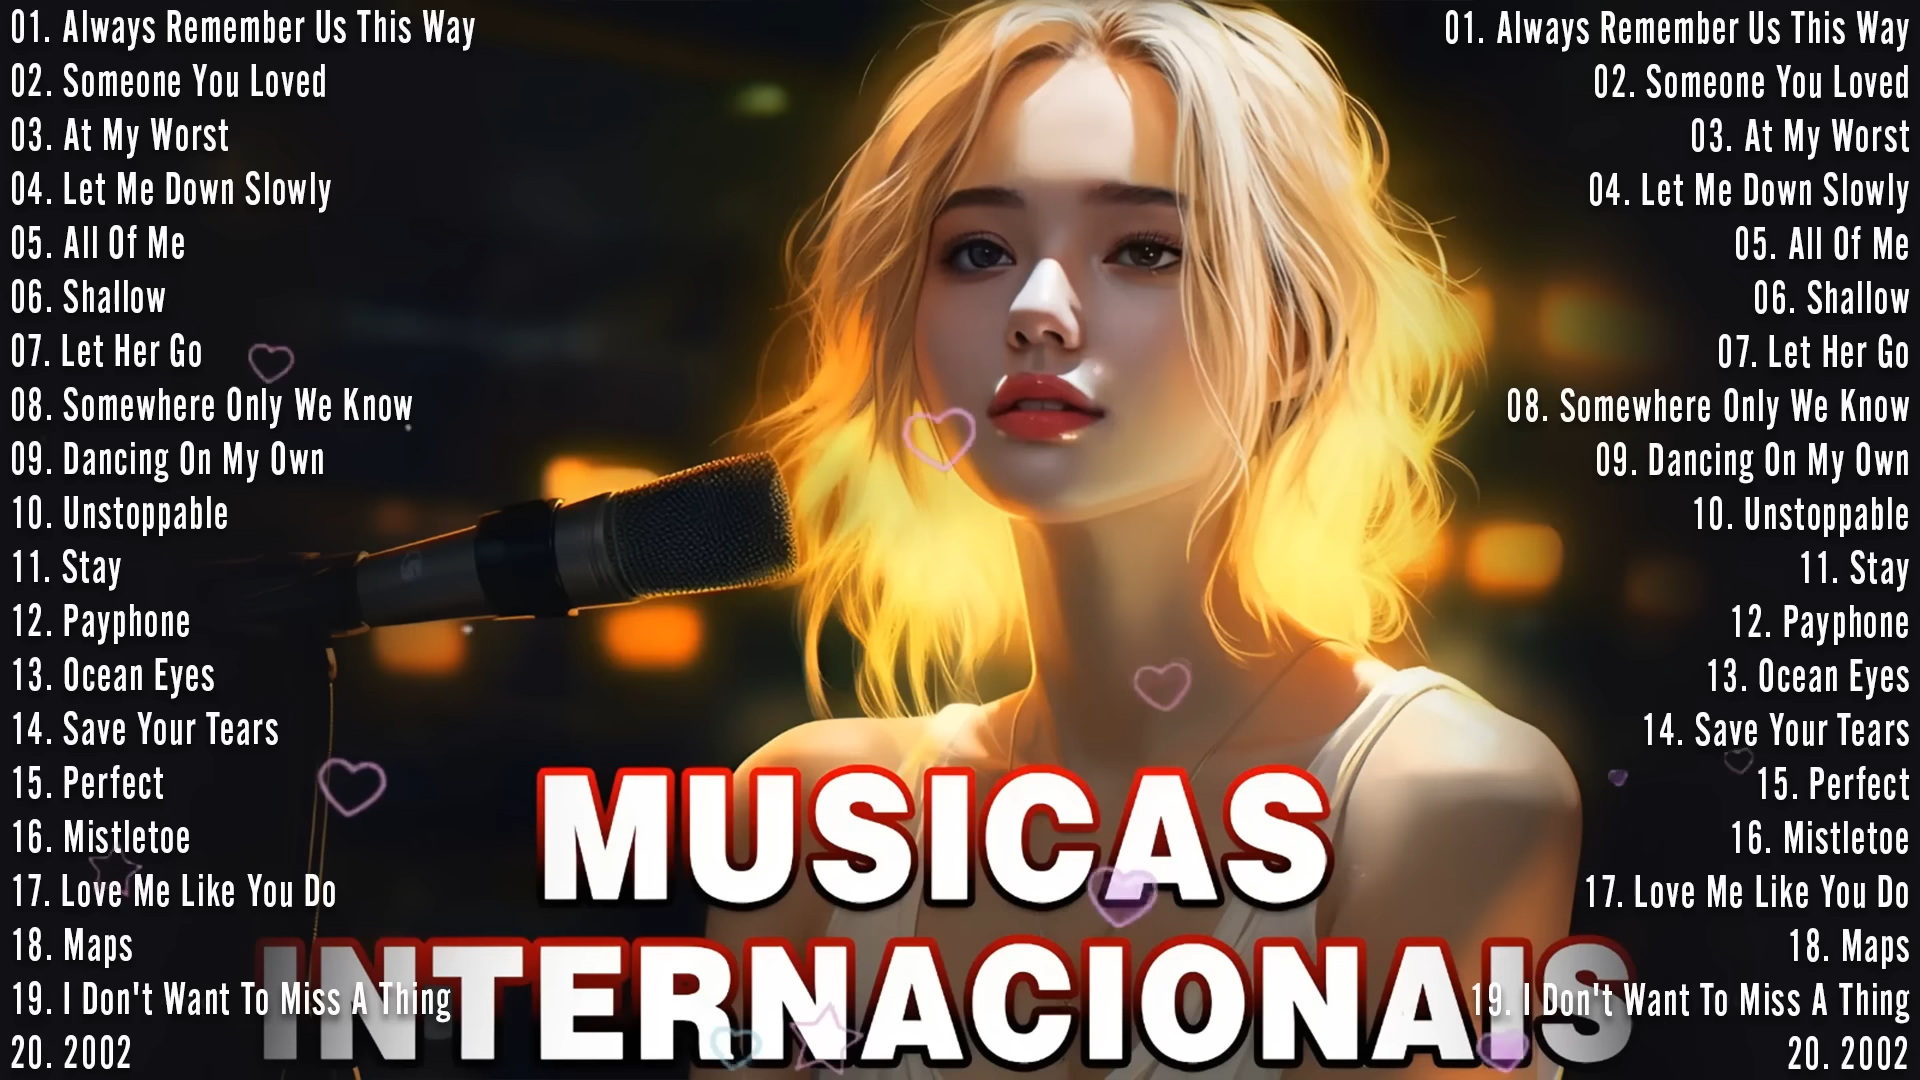 01. Always Remember Us This Way
02. Someone You Loved
03. At My Worst
04. Let Me Down Slowly
05. All Of Me
06. Shallow
07. Let Her Go
08. Somewhere Only We Know
09. Dancing On My Own
10. Unstoppable
11. Stay
12. Payphone
13. Ocean Eyes
14. Save Your Tears
15. Perfect
16. Mistletoe
17. Love Me Like You Do
18. Maps
19. I Don't Want To Miss A Thing
20. 2002
MUSICAS
INTERNACIONAIS
01. Always Remember Us This Way
02. Someone You Loved
03. At My Worst
04. Let Me Down Slowly
05. All Of Me
06. Shallow
07. Let Her Go
08. Somewhere Only We Know
09. Dancing On My Own
10. Unstoppable
11. Stay
12. Payphone
13. Ocean Eyes
14. Save Your Tears
15. Perfect
16. Mistletoe
17. Love Me Like You Do
18. Maps
19. I Don't Want To Miss A Thing
20. 2002